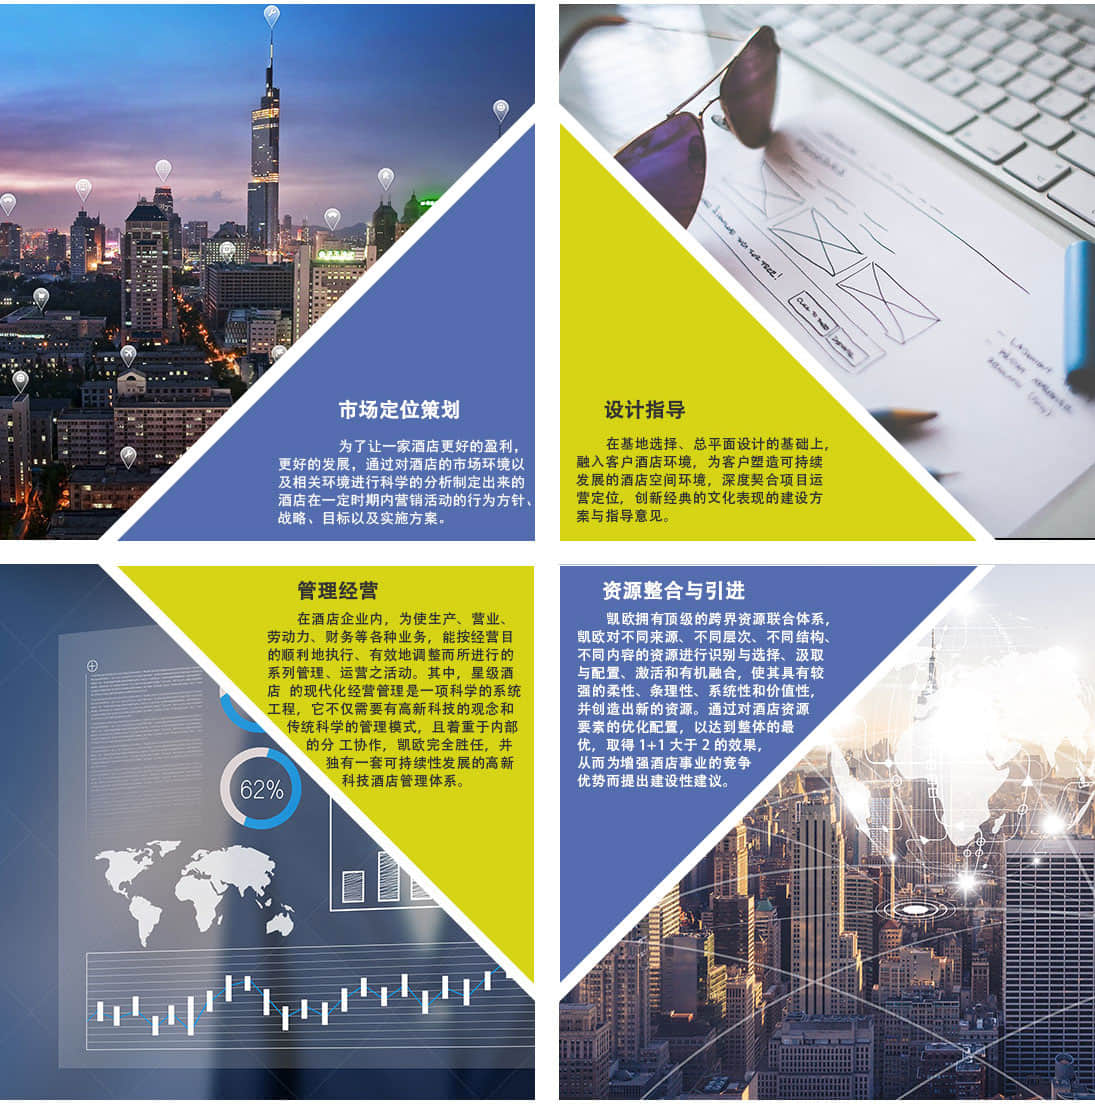 市场定位策划
为了让一家酒店更好的盈利，
更好的发展，通过对酒店的市场环境以
及相关环境进行科学的分析制定出来的
酒店在一定时期内营销活动的行为方针、
战略、目标以及实施方案。
设计指导
在基地选择、总平面设计的基础上，
融入客户酒店环境，为客户塑造可持续
发展的酒店空间环境，深度契合项目运
营定位，创新经典的文化表现的建设方
案与指导意见。
管理经营
在酒店企业内，为使生产、营业、
劳动力、财务等各种业务，能按经营目
的顺利地执行、有效地调整而所进行的
系列管理、运营之活动。其中，星级酒
店 的现代化经营管理是一项科学的系统
工程，它不仅需要有高新科技的观念和
传统科学的管理模式，且着重于内部
的分 工协作，凯欧完全胜任，并
独有一套可持续性发展的高新
科技酒店管理体系。
62%
资源整合与引进
凯欧拥有顶级的跨界资源联合体系，
凯欧对不同来源、不同层次、不同结构、
不同内容的资源进行识别与选择、汲取
与配置、激活和有机融合，使其具有较
强的柔性、条理性、系统性和价值性，
并创造出新的资源。通过对酒店资源
要素的优化配置，以达到整体的最
优，取得 1+1 大于 2 的效果，
从而为增强酒店事业的竞争
优势而提出建设性建议。